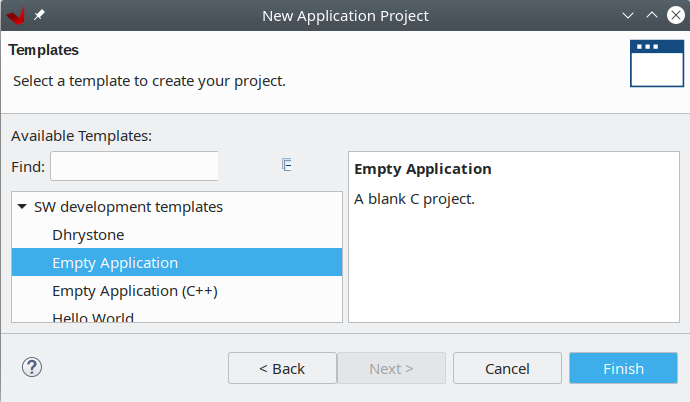 New Application Project
Templates
Select a template to create your project.
Available Templates:
Find:
SW development templates
Dhrystone
Empty Application
Empty Application (C++)
Hello World
Empty Application
A blank C project.
?
< Back
Next >
Cancel
Finish